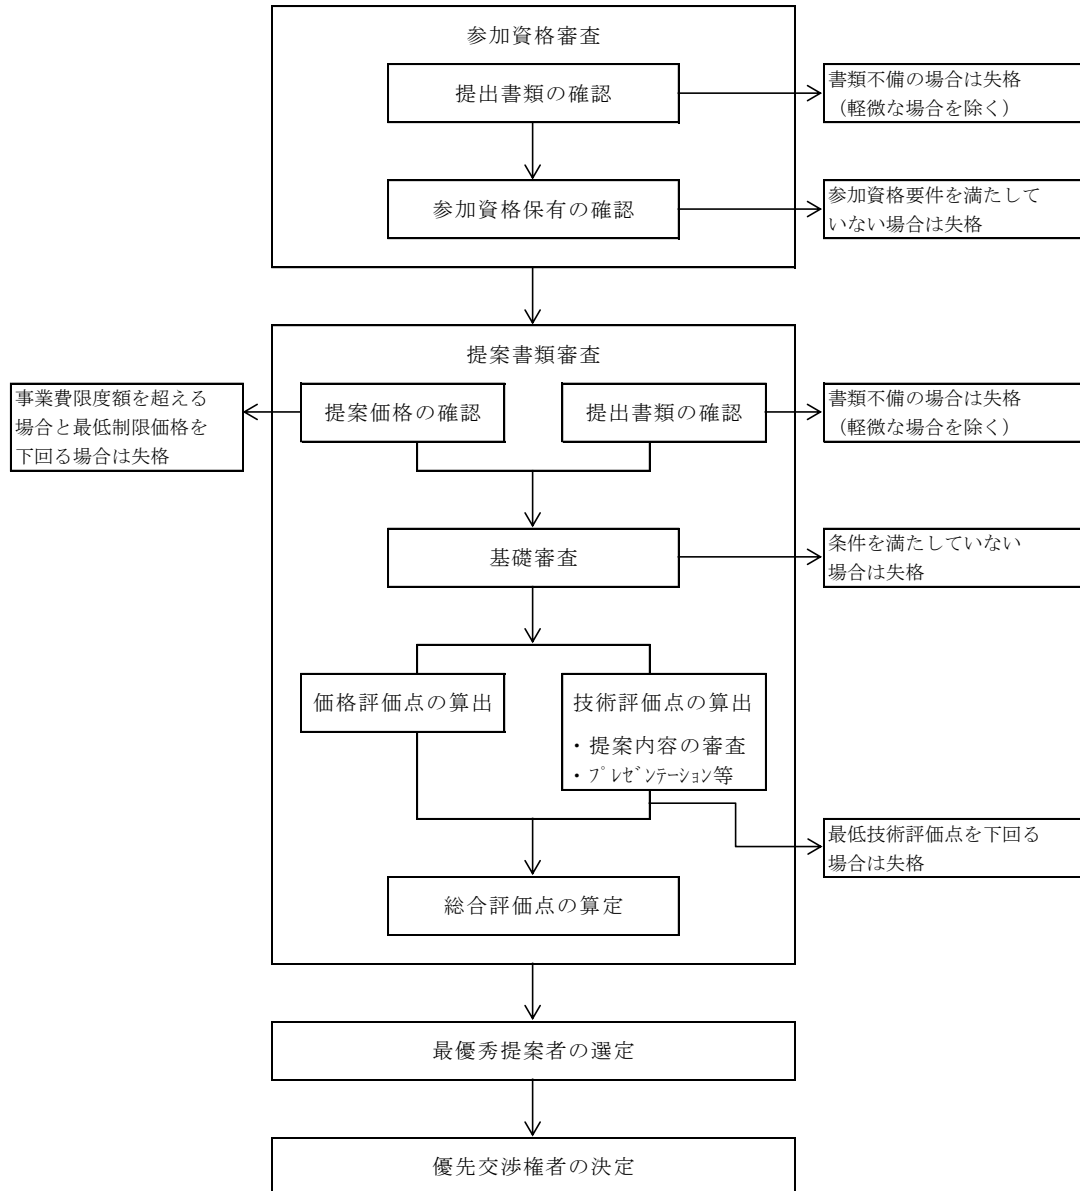 参加資格審査
提出書類の確認
書類不備の場合は失格
（軽微な場合を除く）
参加資格保有の確認
参加資格要件を満たして
いない場合は失格
提案書類審査
事業費限度額を超える
場合と最低制限価格を
下回る場合は失格
提案価格の確認
提出書類の確認
書類不備の場合は失格
（軽微な場合を除く）
基礎審査
条件を満たしていない
場合は失格
価格評価点の算出
技術評価点の算出
・提案内容の審査
・ﾌﾟﾚｾﾞﾝﾃｰｼｮﾝ等
最低技術評価点を下回る
場合は失格
総合評価点の算定
最優秀提案者の選定
優先交渉権者の決定